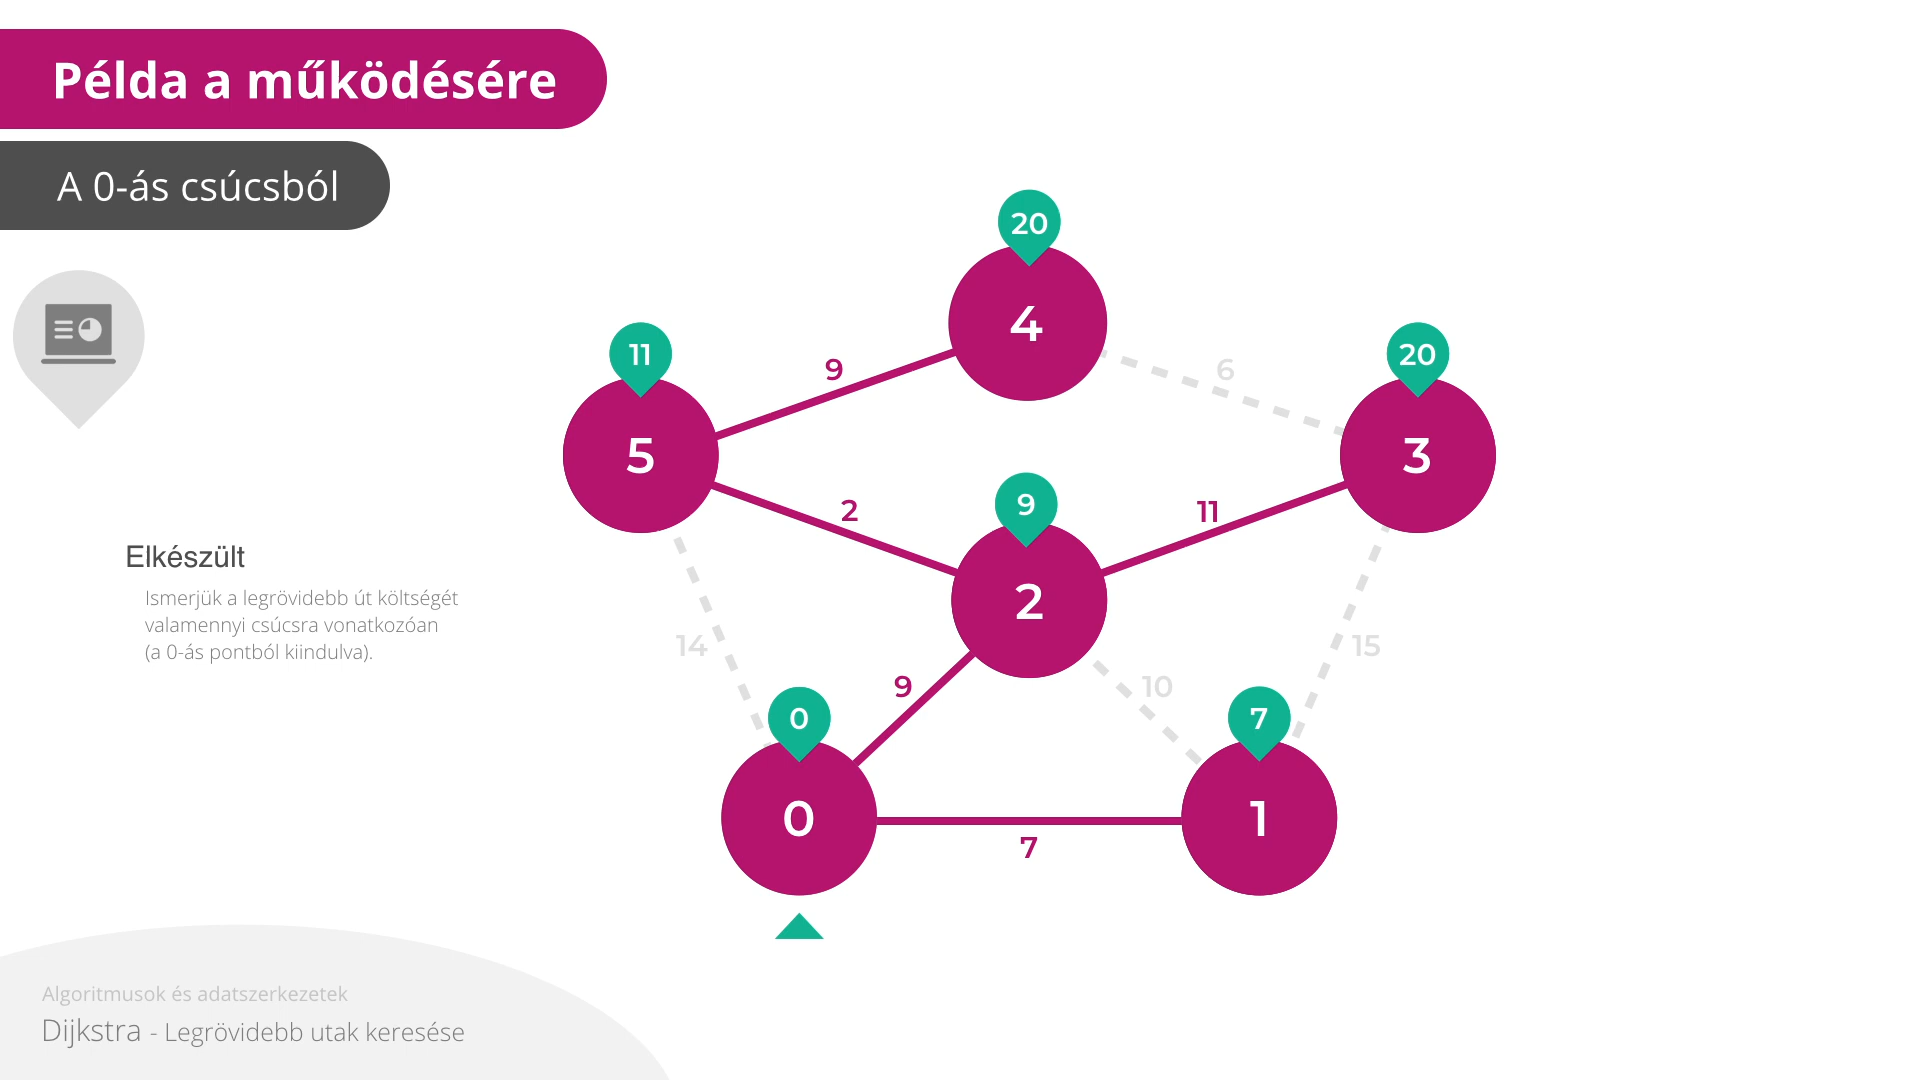 Példa a működésére
A 0-ás csúcsból
20
4
11
20
9
6
5
3
9
2
11
2
Elkészült
Ismerjük a legrövidebb út költségét
valamennyi csúcsra vonatkozóan
(a 0-ás pontból kiindulva).
14
15
9
10
0
7
0
1
7
Algoritmusok és adatszerkezetek
Dijkstra - Legrövidebb utak keresése